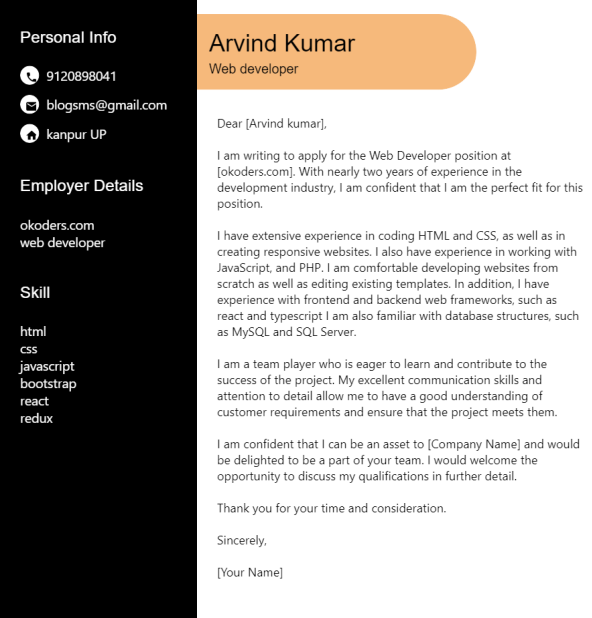 Personal Info
9120898041
blogsms@gmail.com
kanpur UP
Employer Details
okoders.com
web developer
Skill
html
css
javascript
bootstrap
react
redux
Arvind Kumar
Web developer
Dear [Arvind kumar],
I am writing to apply for the Web Developer position at
[okoders.com]. With nearly two years of experience in the
development industry, I am confident that I am the perfect fit for this
position.
I have extensive experience in coding HTML and CSS, as well as in
creating responsive websites. I also have experience in working with
JavaScript, and PHP. I am comfortable developing websites from
scratch as well as editing existing templates. In addition, I have
experience with frontend and backend web frameworks, such as
react and typescript I am also familiar with database structures, such
as MySQL and SQL Server.
I am a team player who is eager to learn and contribute to the
success of the project. My excellent communication skills and
attention to detail allow me to have a good understanding of
customer requirements and ensure that the project meets them.
I am confident that I can be an asset to [Company Name] and would
be delighted to be a part of your team. I would welcome the
opportunity to discuss my qualifications in further detail.
Thank you for your time and consideration.
Sincerely,
[Your Name]